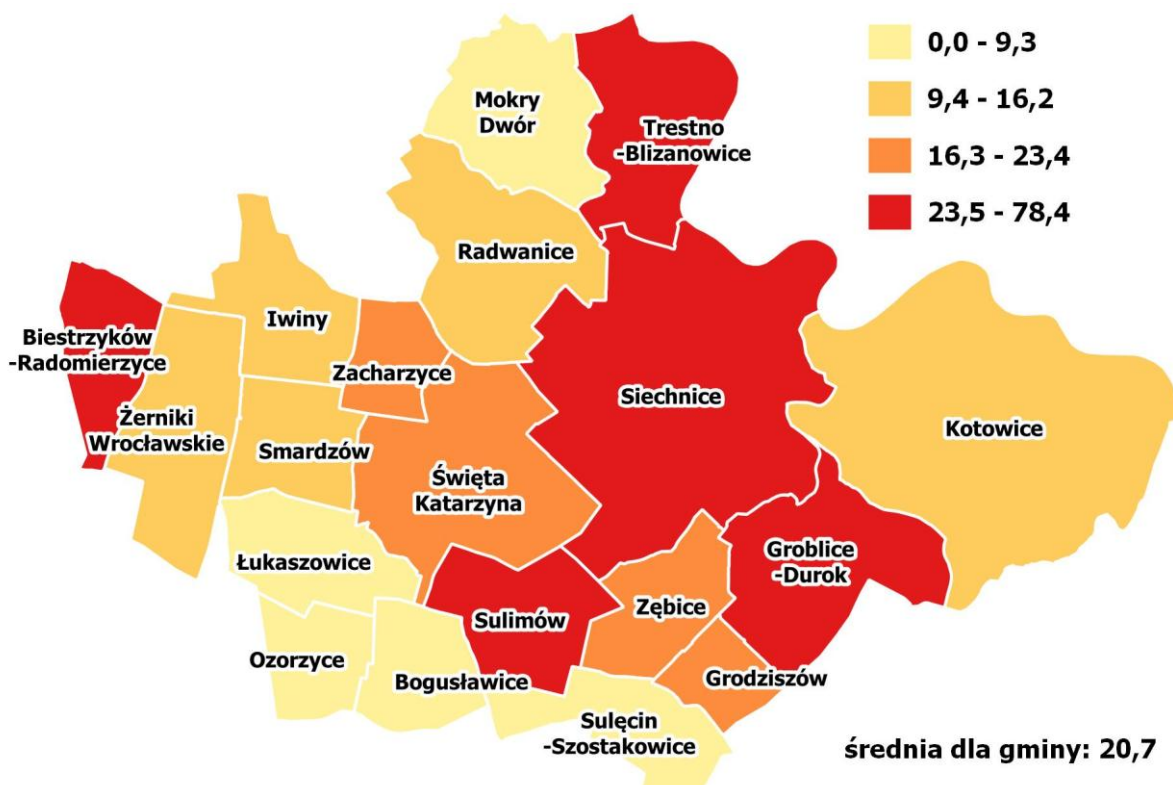 0,0 - 9,3
9,4 - 16,2
16,3 - 23,4
23,5 - 78,4
Mokry
Dwór
Trestno
-Blizanowice
Radwanice
Iwiny
Biestrzyków
-Radomierzyce
Zacharzyce
Siechnice
Żerniki
Wrocławskie
Smardzów
Kotowice
Święta
Katarzyna
Łukaszowice
Groblice
-Durok
Sulimów
Zębice
Ozorzyce
Bogusławice
Grodziszów
Sulęcin
-Szostakowice
średnia dla gminy: 20,7